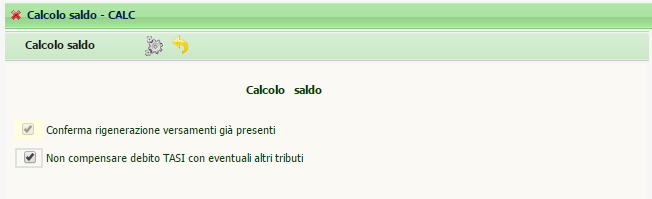 Calcolo saldo - CALC
Calcolo saldo
Calcolo saldo
Conferma rigenerazione versamenti già presenti
Non compensare debito TASI con eventuali altri tributi